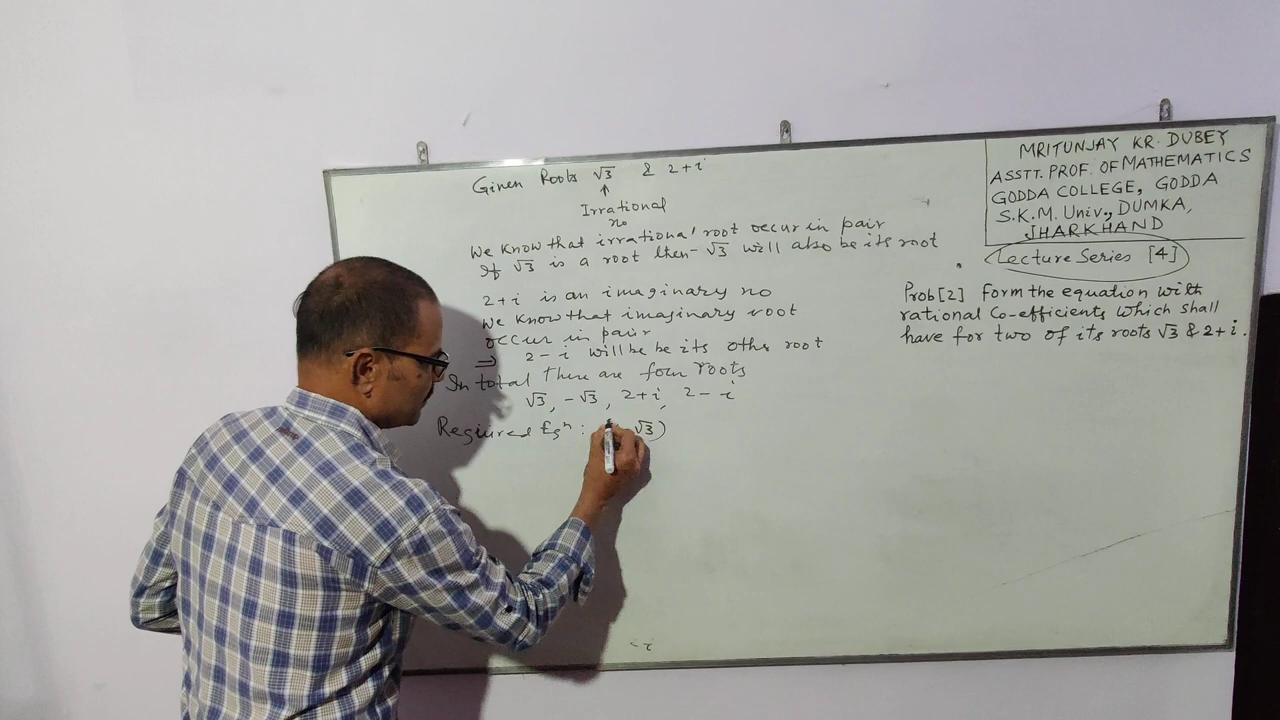 Given Roots √3 & 2+i
↑
Irrational
no
We know that irrational root occur in pair
If √3 is a root then -√3 will also be its root
2+i is an imaginary no
We know that imaginary root
occur in pair
⇒ 2-i will be be its othr root
In total there are four roots
√3, -√3, 2+i, 2-i
Reqiured Eqⁿ : √3)
MRITUNJAY KR. DUBEY
ASSTT. PROF. OF MATHEMATICS
GODDA COLLEGE, GODDA
S.K.M. Univ., DUMKA,
JHARKHAND
Lecture Series [4]
Prob[2] Form the equation with
rational co-efficients which shall
have for two of its roots √3 & 2+i.